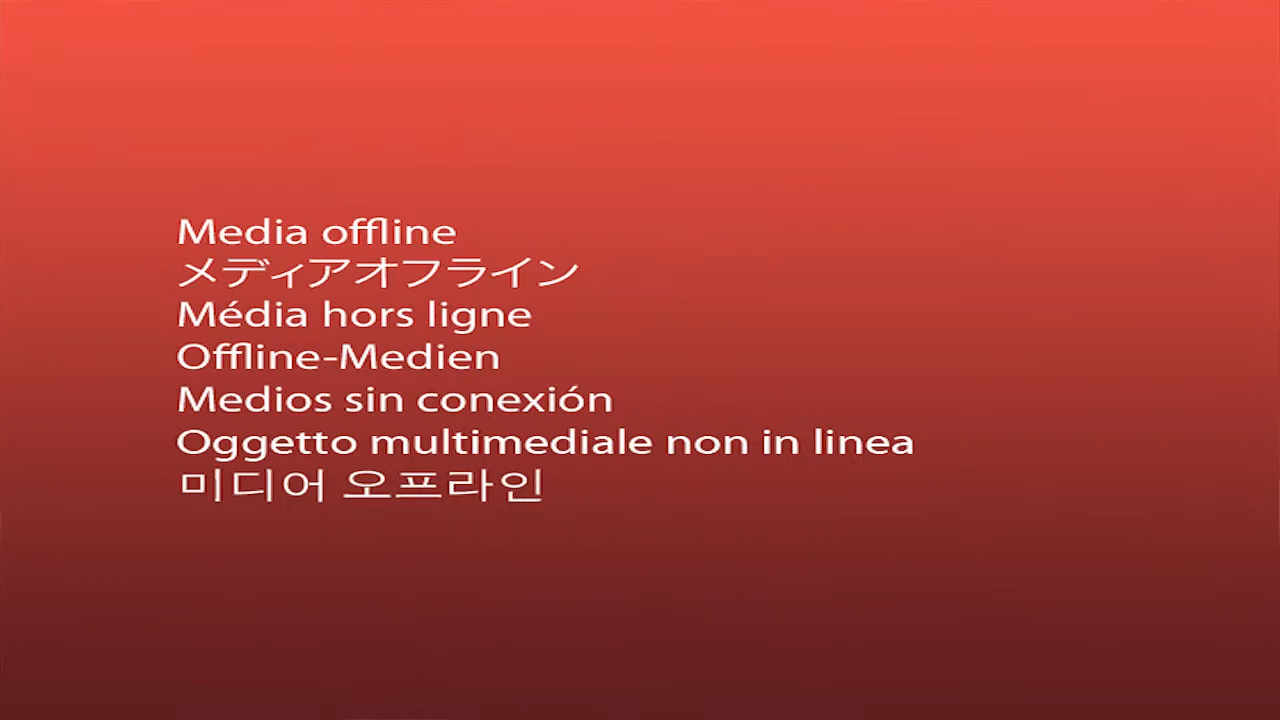 Media offline
メディアオフライン
Média hors ligne
Offline-Medien
Medios sin conexión
Oggetto multimediale non in linea
미디어 오프라인